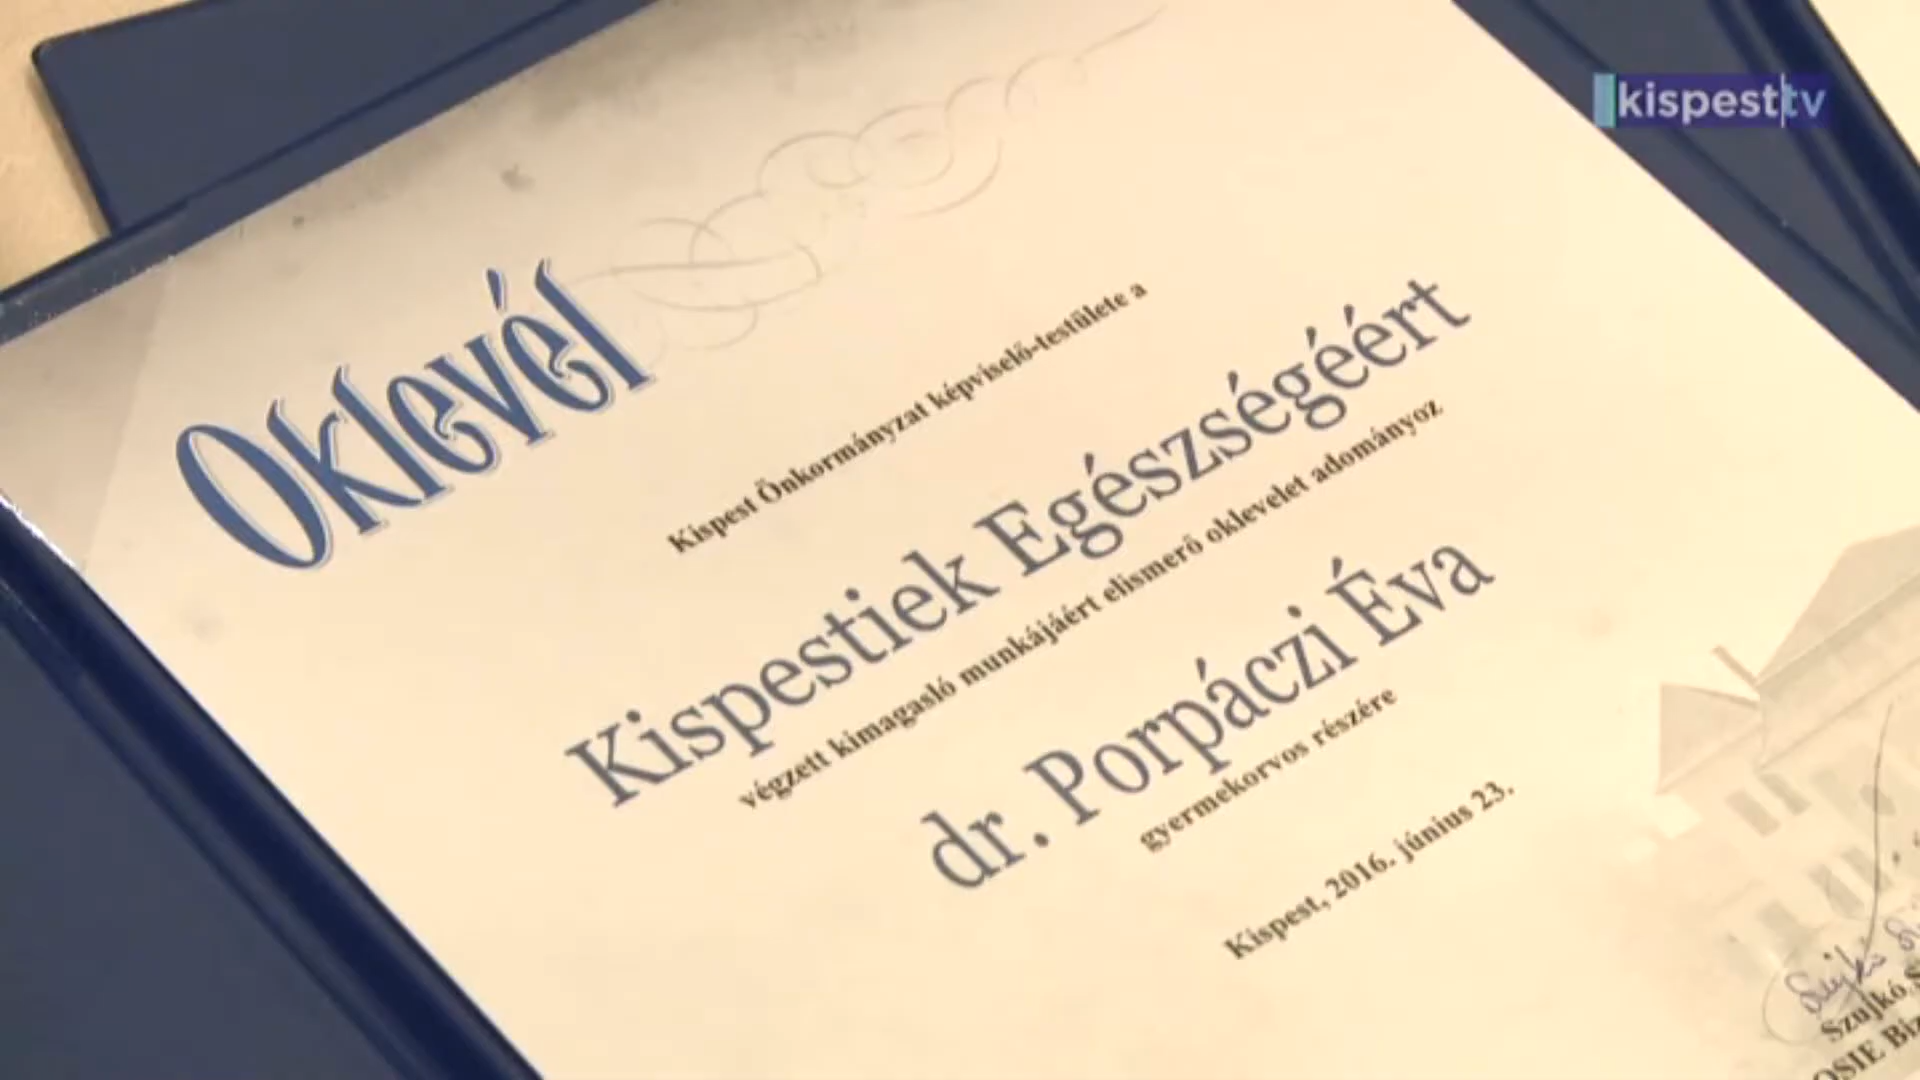 kispest tv
Oklevél
Kispest Önkormányzat képviselő-testülete a
Kispestiek Egészségéért
végzett kimagasló munkájáért elismerő oklevelet adományoz
dr. Porpáczi Éva
gyermekorvos részére
Kispest, 2016. június 23.
Szujkó